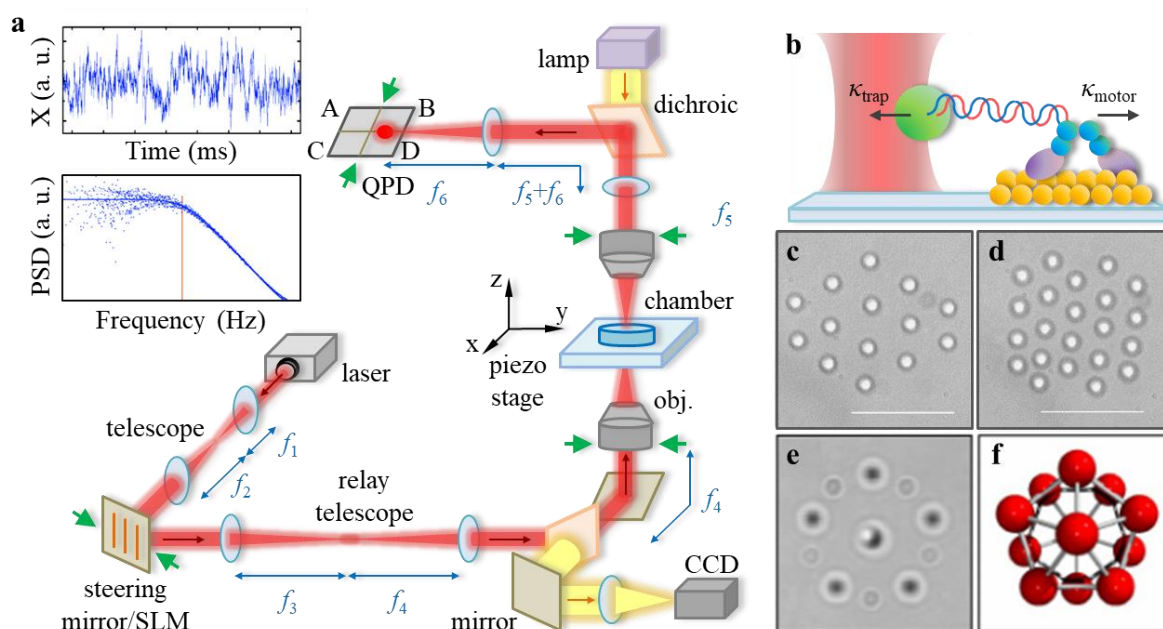 a
X (a. u.)
Time (ms)
PSD (a. u.)
Frequency (Hz)
lamp
dichroic
A
B
C
D
QPD
f6
f5+f6
f5
z
y
x
chamber
piezo
stage
obj.
laser
telescope
f1
f2
relay
telescope
f4
steering
mirror/SLM
f3
f4
mirror
CCD
b
κtrap
κmotor
c
d
e
f